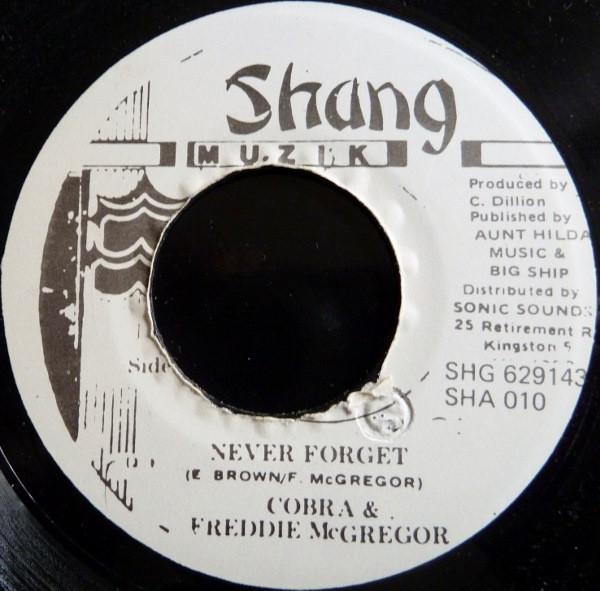 Shang
MUZIK
Produced by
C. Dillion
Published by
AUNT HILDA
MUSIC &
BIG SHIP
Distributed by
SONIC SOUNDS
25 Retirement R
Kingston 5
Side
SHG 629143
SHA 010
NEVER FORGET
(E BROWN/F. McGREGOR)
COBRA &
FREDDIE McGREGOR